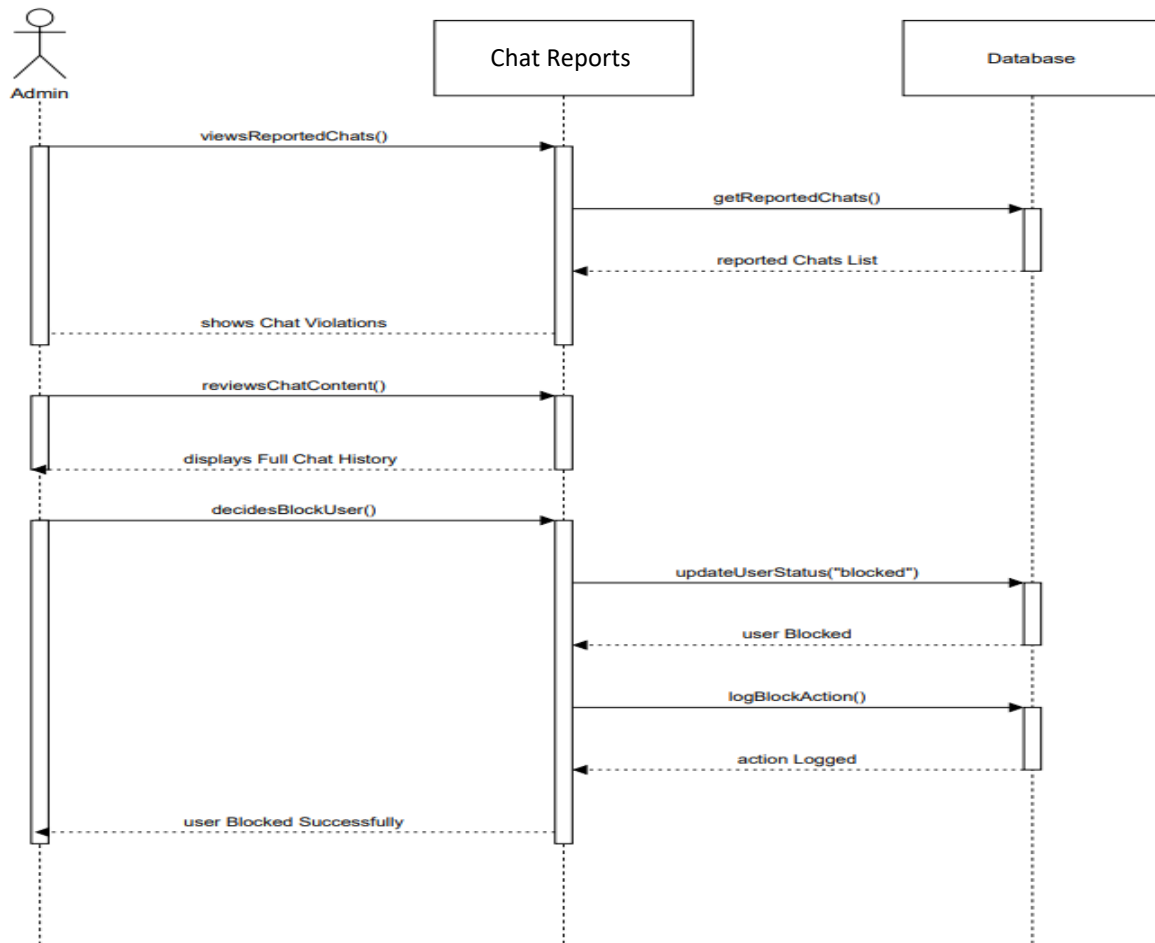 Chat Reports
Database
Admin
viewsReportedChats()
getReportedChats()
reported Chats List
shows Chat Violations
reviewsChatContent()
displays Full Chat History
decidesBlockUser()
updateUserStatus("blocked")
user Blocked
logBlockAction()
action Logged
user Blocked Successfully